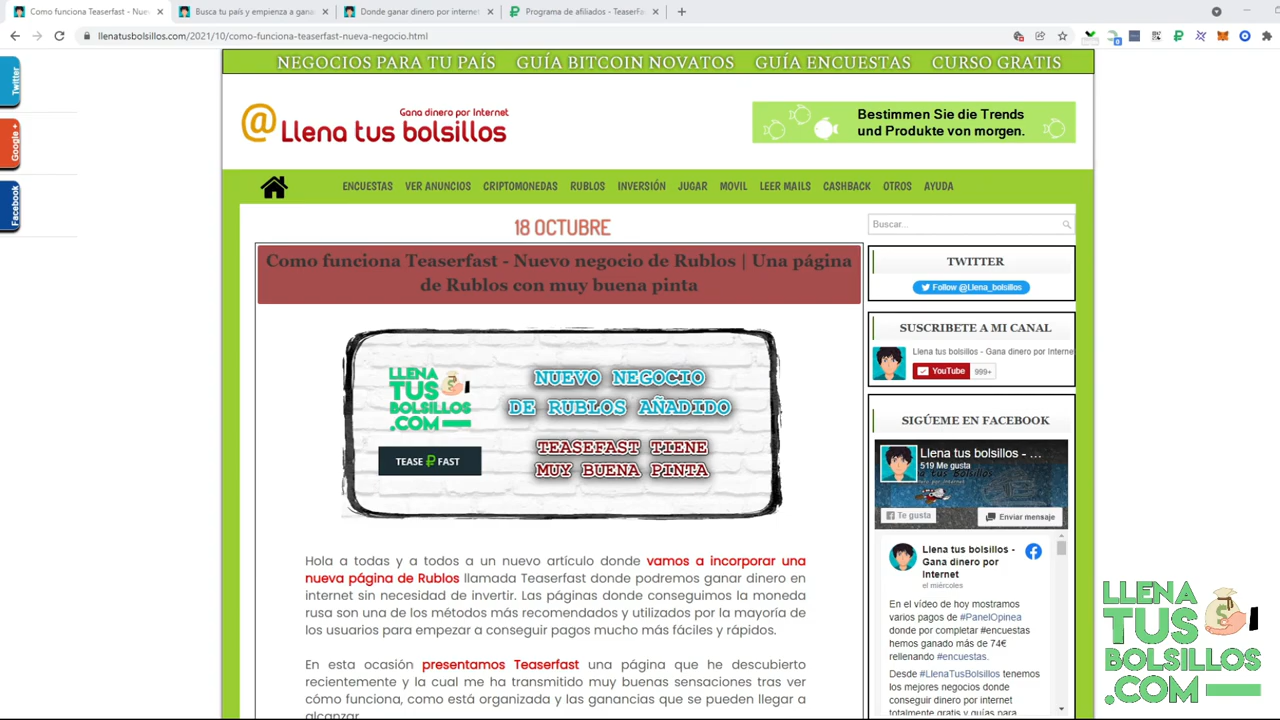 Como funciona Teaserfast - Nue
Busca tu país y empieza a gana
Donde ganar dinero por internet
Programa de afiliados - TeaserFa
llenatusbolsillos.com/2021/10/como-funciona-teaserfast-nueva-negocio.html
Twitter
Google +
Facebook
NEGOCIOS PARA TU PAÍS GUÍA BITCOIN NOVATOS GUÍA ENCUESTAS CURSO GRATIS
@ Gana dinero por Internet
Llena tus bolsillos
Bestimmen Sie die Trends
und Produkte von morgen.
ENCUESTAS VER ANUNCIOS CRIPTOMONEDAS RUBLOS INVERSIÓN JUGAR MOVIL LEER MAILS CASHBACK OTROS AYUDA
18 OCTUBRE
Como funciona Teaserfast - Nuevo negocio de Rublos | Una página
de Rublos con muy buena pinta
LLENA
TUS
BOLSILLOS
.COM
TEASE FAST
NUEVO NEGOCIO
DE RUBLOS AÑADIDO
TEASEFAST TIENE
MUY BUENA PINTA
Hola a todas y a todos a un nuevo artículo donde vamos a incorporar una
nueva página de Rublos llamada Teaserfast donde podremos ganar dinero en
internet sin necesidad de invertir. Las páginas donde conseguimos la moneda
rusa son una de los métodos más recomendados y utilizados por la mayoría de
los usuarios para empezar a conseguir pagos mucho más fáciles y rápidos.
En esta ocasión presentamos Teaserfast una página que he descubierto
recientemente y la cual me ha transmitido muy buenas sensaciones tras ver
cómo funciona, como está organizada y las ganancias que se pueden llegar a
alcanzar.
Buscar...
TWITTER
Follow @Llena_bolsillos
SUSCRIBETE A MI CANAL
Llena tus bolsillos - Gana dinero por Interne
YouTube 999+
SIGÚEME EN FACEBOOK
Llena tus bolsillos - ...
519 Me gusta
Te gusta
Enviar mensaje
Llena tus bolsillos -
Gana dinero por
Internet
el miércoles
En el vídeo de hoy mostramos
varios pagos de #PanelOpinea
donde por completar #encuestas
hemos ganado más de 74€
rellenando #encuestas.
Desde #LlenaTusBolsillos tenemos
los mejores negocios donde
conseguir dinero por internet
totalmente gratis y guías para
LLENA
TUS
BOLSILLOS
.COM